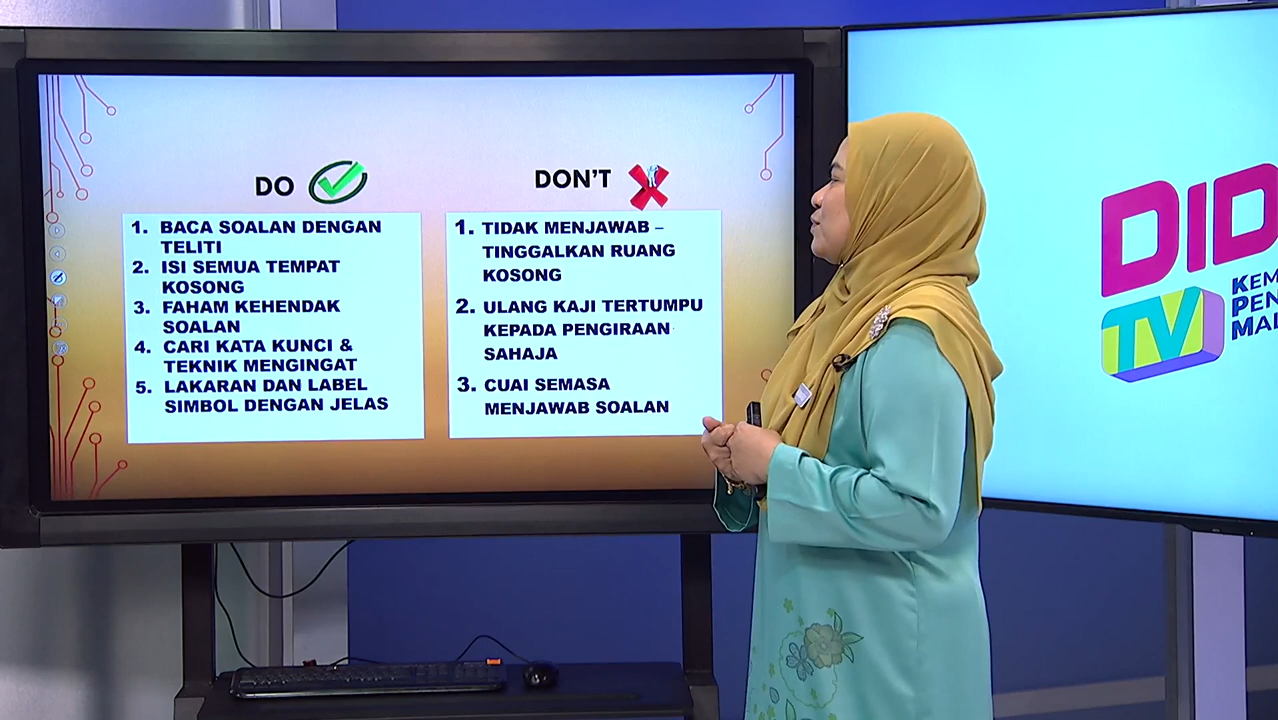 DO
1. BACA SOALAN DENGAN
TELITI
2. ISI SEMUA TEMPAT
KOSONG
3. FAHAM KEHENDAK
SOALAN
4. CARI KATA KUNCI &
TEKNIK MENGINGAT
5. LAKARAN DAN LABEL
SIMBOL DENGAN JELAS
DON'T
1. TIDAK MENJAWAB –
TINGGALKAN RUANG
KOSONG
2. ULANG KAJI TERTUMPU
KEPADA PENGIRAAN
SAHAJA
3. CUAI SEMASA
MENJAWAB SOALAN
DID
TV
KEM
PEN
MAL